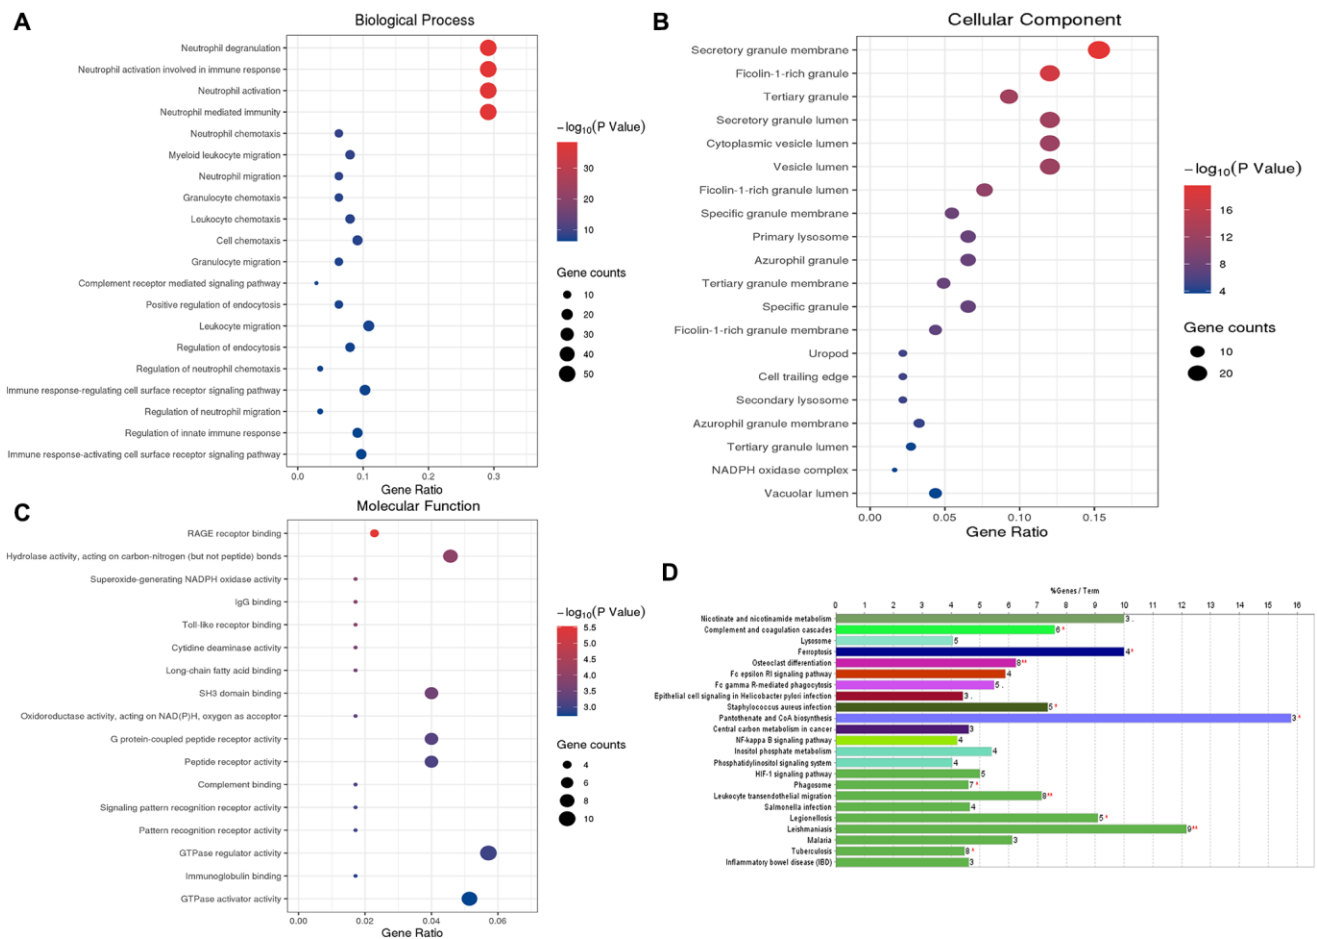 A
Biological Process
Neutrophil degranulation
Neutrophil activation involved in immune response
Neutrophil activation
Neutrophil mediated immunity
Neutrophil chemotaxis
Myeloid leukocyte migration
Neutrophil migration
Granulocyte chemotaxis
Leukocyte chemotaxis
Cell chemotaxis
Granulocyte migration
Complement receptor mediated signaling pathway
Positive regulation of endocytosis
Leukocyte migration
Regulation of endocytosis
Regulation of neutrophil chemotaxis
Immune response-regulating cell surface receptor signaling pathway
Regulation of neutrophil migration
Regulation of innate immune response
Immune response-activating cell surface receptor signaling pathway
0.0 0.1 0.2 0.3
Gene Ratio
−log10(P Value)
30
20
10
Gene counts
10
20
30
40
50
B
Cellular Component
Secretory granule membrane
Ficolin-1-rich granule
Tertiary granule
Secretory granule lumen
Cytoplasmic vesicle lumen
Vesicle lumen
Ficolin-1-rich granule lumen
Specific granule membrane
Primary lysosome
Azurophil granule
Tertiary granule membrane
Specific granule
Ficolin-1-rich granule membrane
Uropod
Cell trailing edge
Secondary lysosome
Azurophil granule membrane
Tertiary granule lumen
NADPH oxidase complex
Vacuolar lumen
0.00 0.05 0.10 0.15
Gene Ratio
−log10(P Value)
16
12
8
4
Gene counts
10
20
C
Molecular Function
RAGE receptor binding
Hydrolase activity, acting on carbon-nitrogen (but not peptide) bonds
Superoxide-generating NADPH oxidase activity
IgG binding
Toll-like receptor binding
Cytidine deaminase activity
Long-chain fatty acid binding
SH3 domain binding
Oxidoreductase activity, acting on NAD(P)H, oxygen as acceptor
G protein-coupled peptide receptor activity
Peptide receptor activity
Complement binding
Signaling pattern recognition receptor activity
Pattern recognition receptor activity
GTPase regulator activity
Immunoglobulin binding
GTPase activator activity
0.00 0.02 0.04 0.06
Gene Ratio
−log10(P Value)
5.5
5.0
4.5
4.0
3.5
3.0
Gene counts
4
6
8
10
D
%Genes / Term
0 1 2 3 4 5 6 7 8 9 10 11 12 13 14 15 16
Nicotinate and nicotinamide metabolism 3 .
Complement and coagulation cascades 6 *
Lysosome 5
Ferroptosis 4 *
Osteoclast differentiation 8 **
Fc epsilon RI signaling pathway 4
Fc gamma R-mediated phagocytosis 5 .
Epithelial cell signaling in Helicobacter pylori infection 3 .
Staphylococcus aureus infection 5 *
Pantothenate and CoA biosynthesis 3 *
Central carbon metabolism in cancer 3
NF-kappa B signaling pathway 4
Inositol phosphate metabolism 4
Phosphatidylinositol signaling system 4
HIF-1 signaling pathway 5
Phagosome 7 *
Leukocyte transendothelial migration 8 **
Salmonella infection 4
Legionellosis 5 *
Leishmaniasis 9 **
Malaria 3
Tuberculosis 8 *
Inflammatory bowel disease (IBD) 3